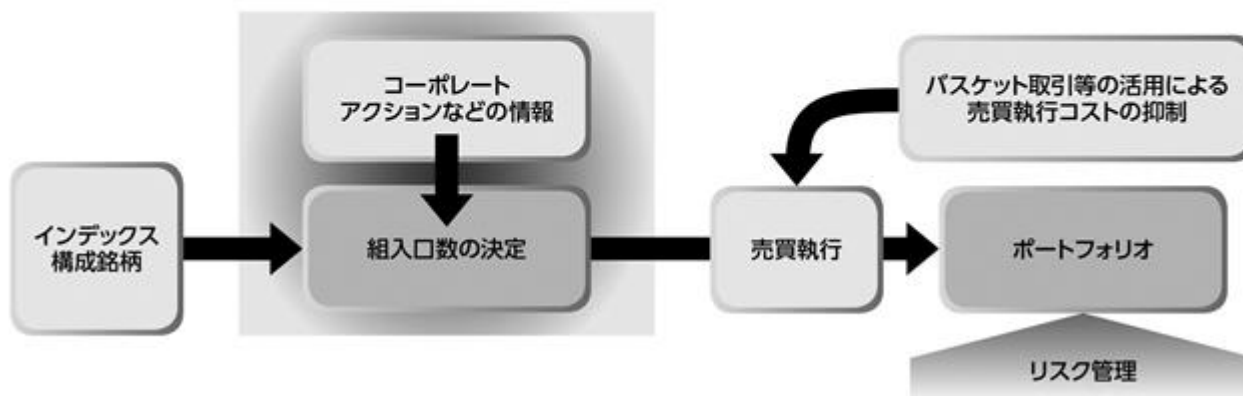 コーポレート
アクションなどの情報
バスケット取引等の活用による
売買執行コストの抑制
インデックス
構成銘柄
組入口数の決定
売買執行
ポートフォリオ
リスク管理